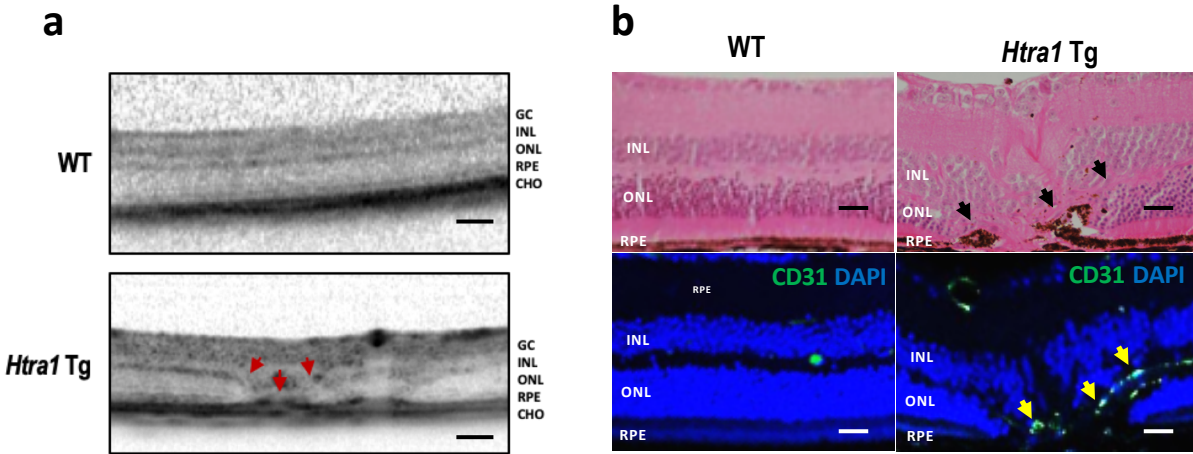 a
WT
GC
INL
ONL
RPE
CHO
Htra1 Tg
GC
INL
ONL
RPE
CHO
b
WT
Htra1 Tg
INL
ONL
RPE
INL
ONL
RPE
CD31 DAPI
RPE
INL
ONL
RPE
CD31 DAPI
INL
ONL
RPE